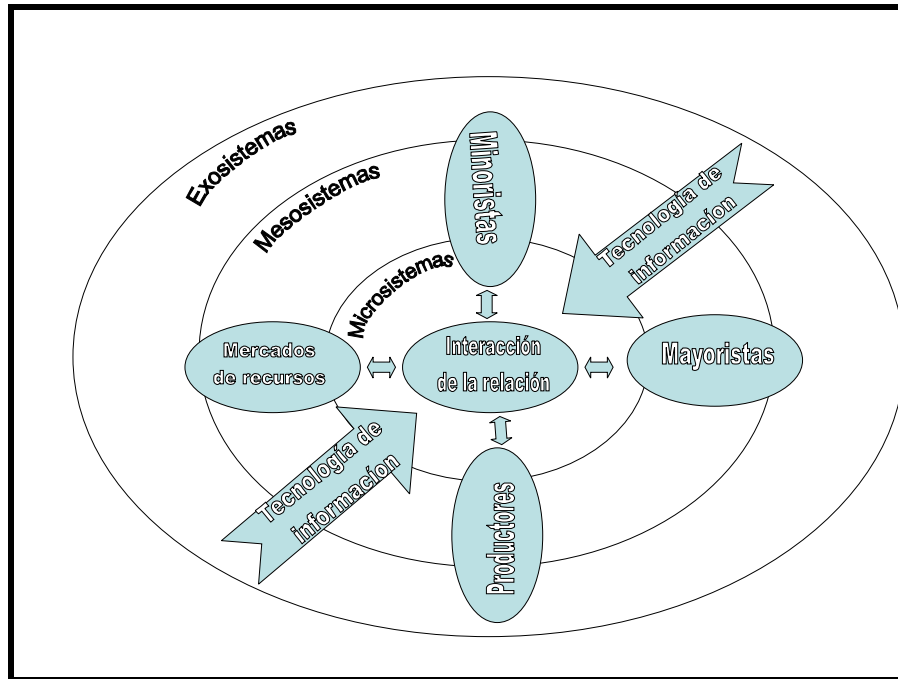 Exosistemas
Mesosistemas
Microsistemas
Minoristas
Tecnología de
informacíon
Mercados
de recursos
Interacción
de la relación
Mayoristas
Tecnología de
informacíon
Productores